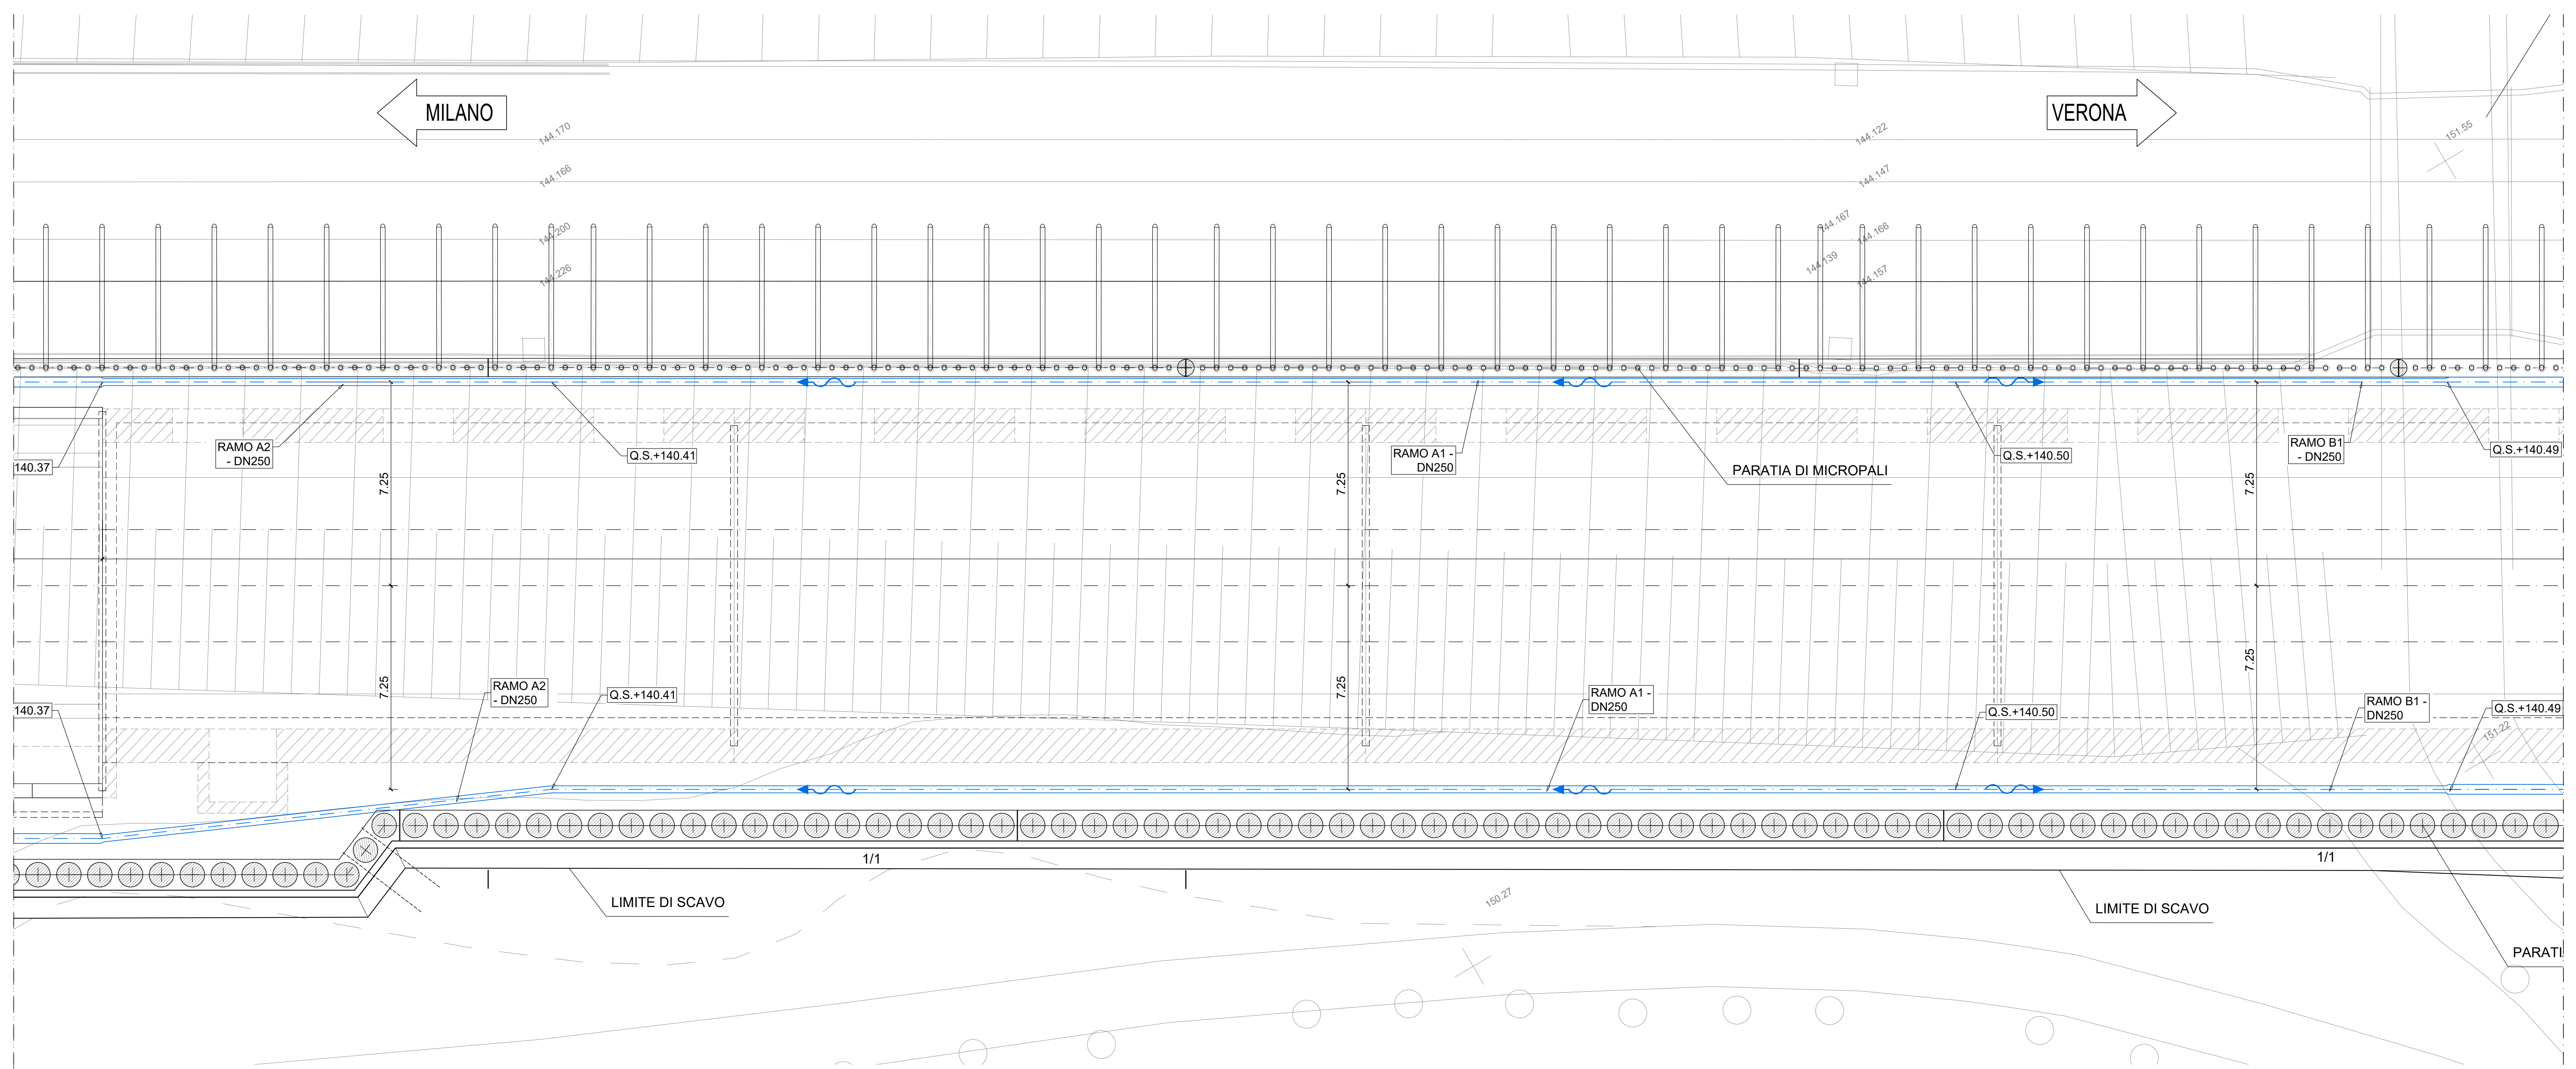 MILANO
VERONA
144.170
144.122
151.55
144.166
144.147
144.200
144.167
144.166
144.226
144.139
144.157
RAMO A2
- DN250
Q.S.+140.41
140.37
RAMO A1 -
DN250
PARATIA DI MICROPALI
Q.S.+140.50
RAMO B1
- DN250
Q.S.+140.49
7.25
7.25
7.25
7.25
7.25
7.25
140.37
RAMO A2
- DN250
Q.S.+140.41
RAMO A1 -
DN250
Q.S.+140.50
RAMO B1 -
DN250
Q.S.+140.49
151.22
1/1
1/1
LIMITE DI SCAVO
150.27
LIMITE DI SCAVO
PARATI